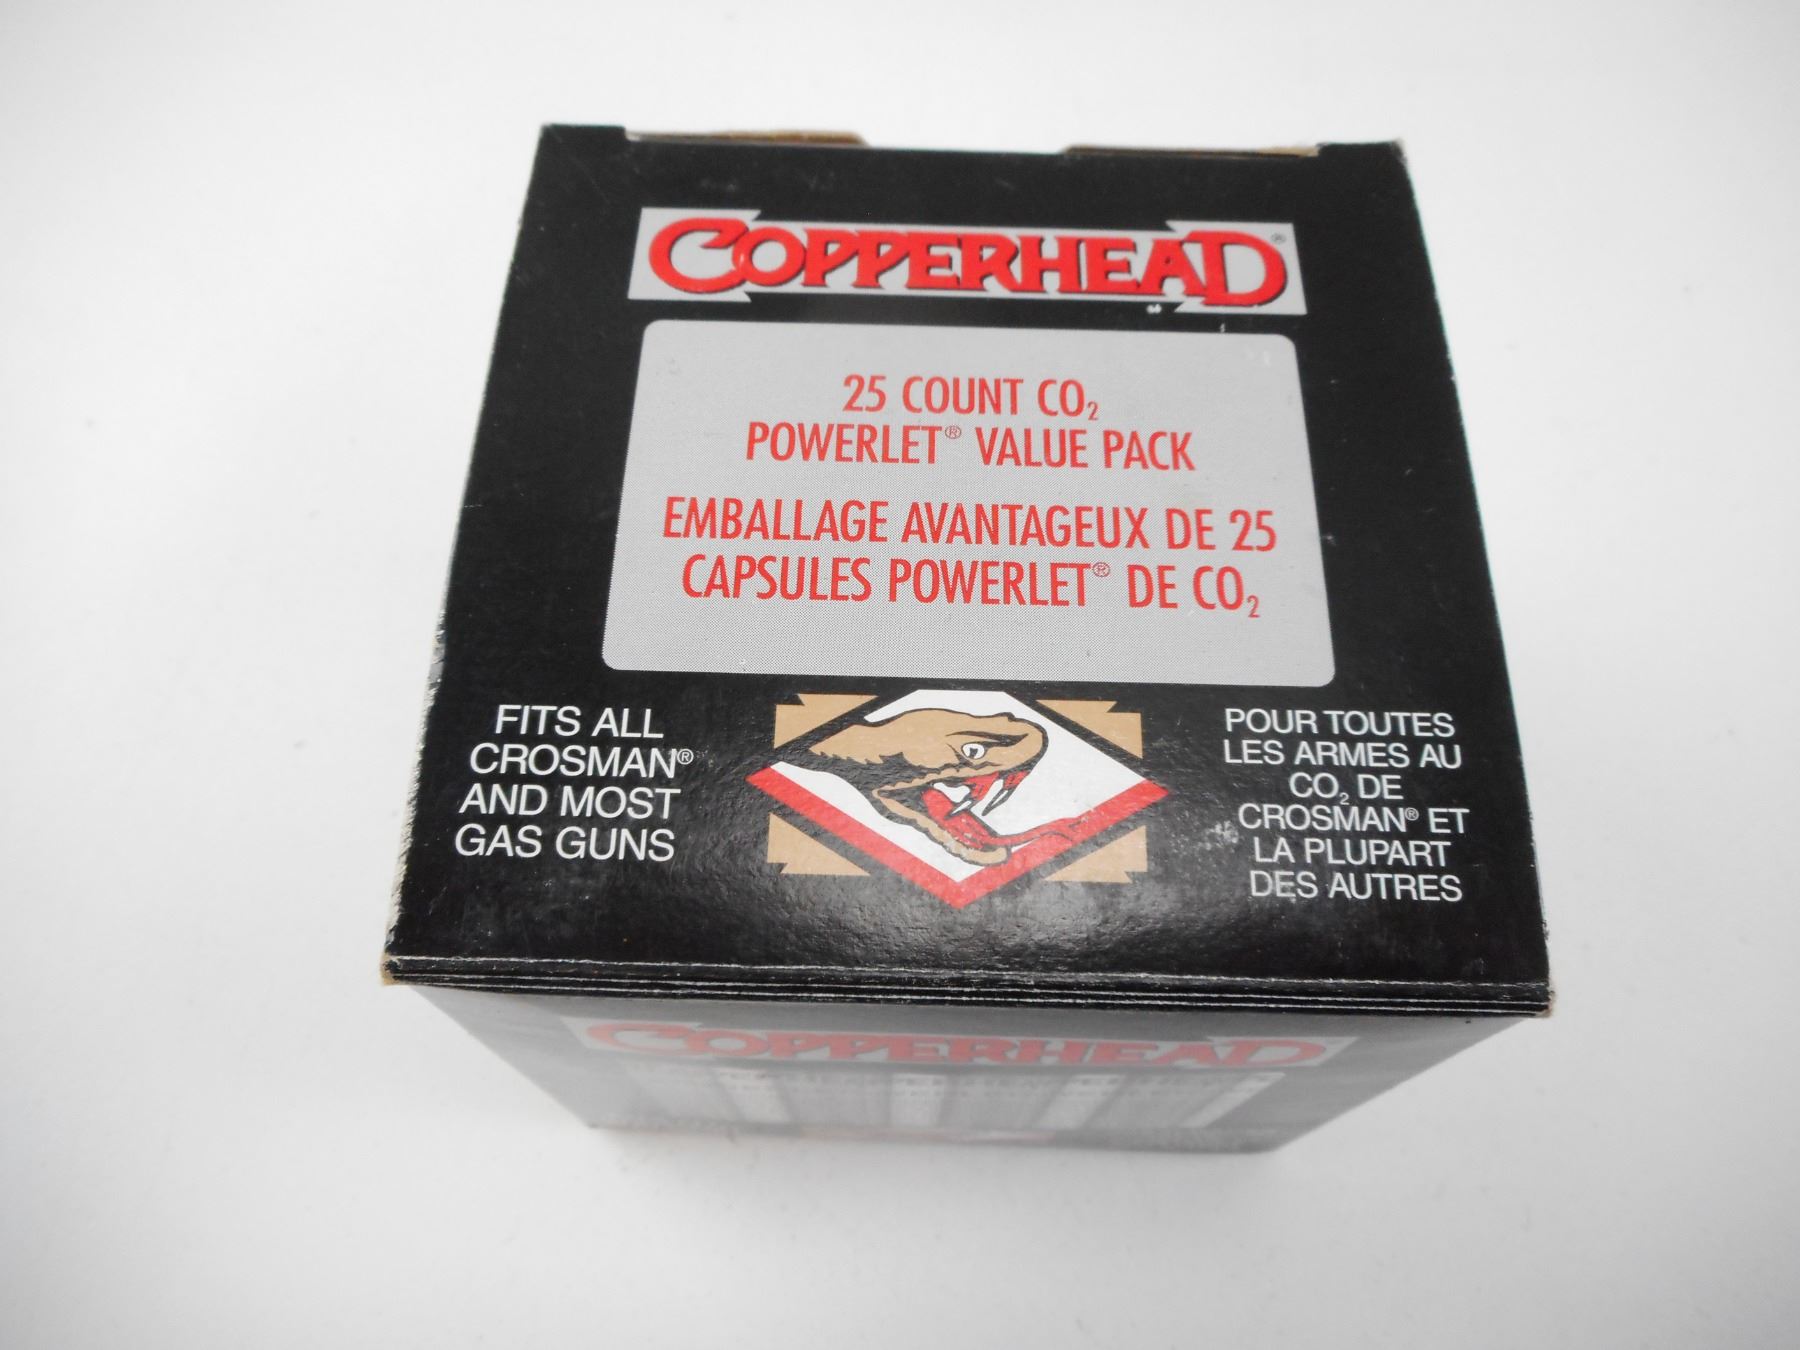 COPPERHEAD®
25 COUNT CO₂
POWERLET® VALUE PACK
EMBALLAGE AVANTAGEUX DE 25
CAPSULES POWERLET® DE CO₂
FITS ALL
CROSMAN®
AND MOST
GAS GUNS
POUR TOUTES
LES ARMES AU
CO₂ DE
CROSMAN® ET
LA PLUPART
DES AUTRES
COPPERHEAD